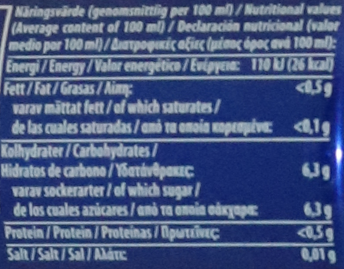 Näringsvärde (genomsnittlig per 100 ml) / Nutritional values
(Average content of 100 ml) / Declaración nutricional (valor
medio por 100 ml) / Διατροφικές αξίες (μέσος όρος ανά 100 ml):
Energi / Energy / Valor energético / Ενέργεια: 110 kJ (26 kcal)
Fett / Fat / Grasas / Λίπη: <0,5 g
varav mättat fett / of which saturates /
de las cuales saturadas / από τα οποία κορεσμένα: <0,1 g
Kolhydrater / Carbohydrates /
Hidratos de carbono / Υδατάνθρακες: 6,3 g
varav sockerarter / of which sugar /
de los cuales azúcares / από τα οποία σάκχαρα: 6,3 g
Protein / Protein / Proteínas / Πρωτεΐνες: <0,5 g
Salt / Salt / Sal / Αλάτι: 0,01 g